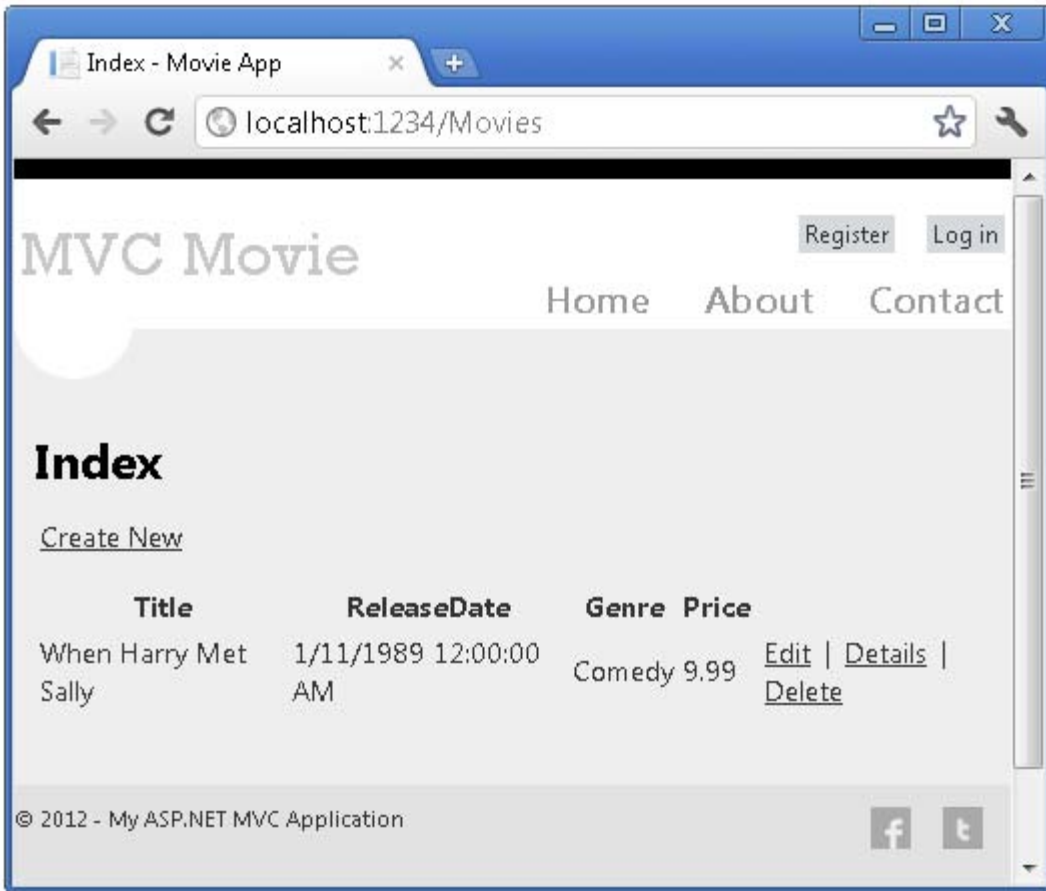 Index - Movie App
localhost:1234/Movies
MVC Movie
Register Log in
Home About Contact
Index
Create New
Title ReleaseDate Genre Price
When Harry Met Sally 1/11/1989 12:00:00 AM Comedy 9.99 Edit | Details | Delete
© 2012 - My ASP.NET MVC Application